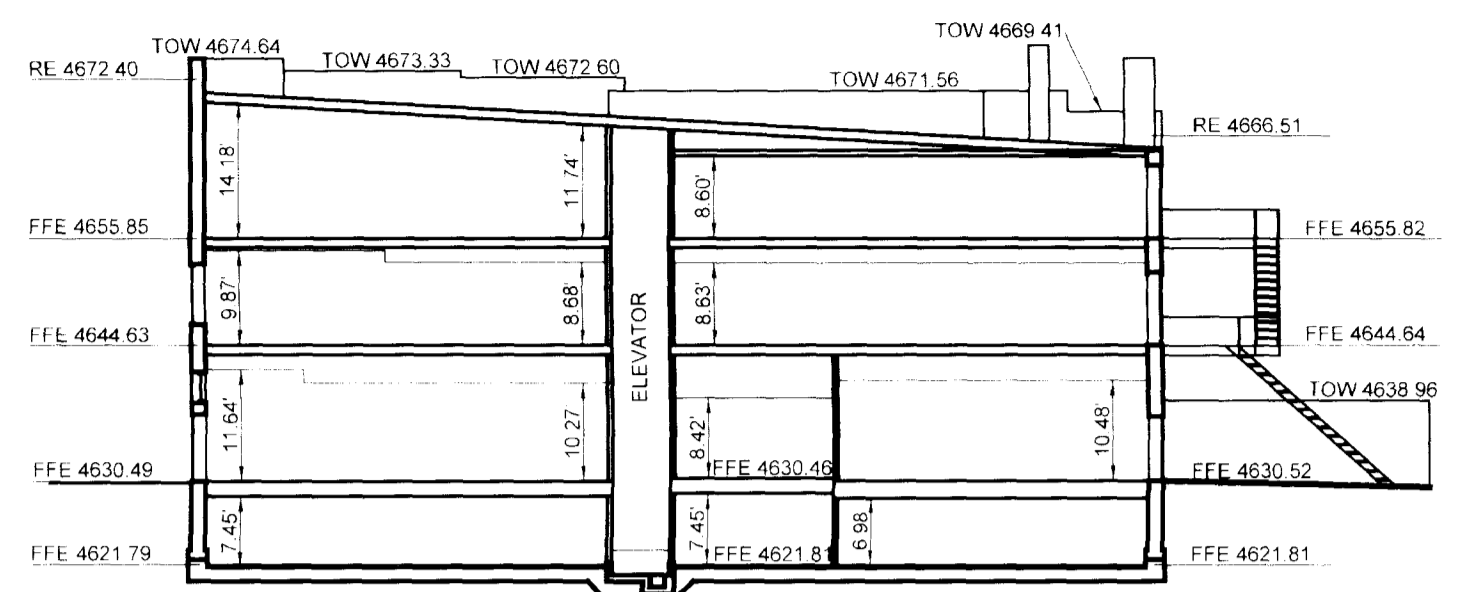 TOW 4669 41
TOW 4674.64
TOW 4673.33
TOW 4672 60
RE 4672 40
TOW 4671.56
RE 4666.51
14 18'
11 74'
8.60'
FFE 4655.85
FFE 4655.82
9.87'
8.68'
8.63'
ELEVATOR
FFE 4644.63
FFE 4644.64
TOW 4638 96
11.64'
10 27
8.42'
10 48'
FFE 4630.49
FFE 4630.46
FFE 4630.52
7.45'
7.45'
6 98
FFE 4621 79
FFE 4621.81
FFE 4621.81